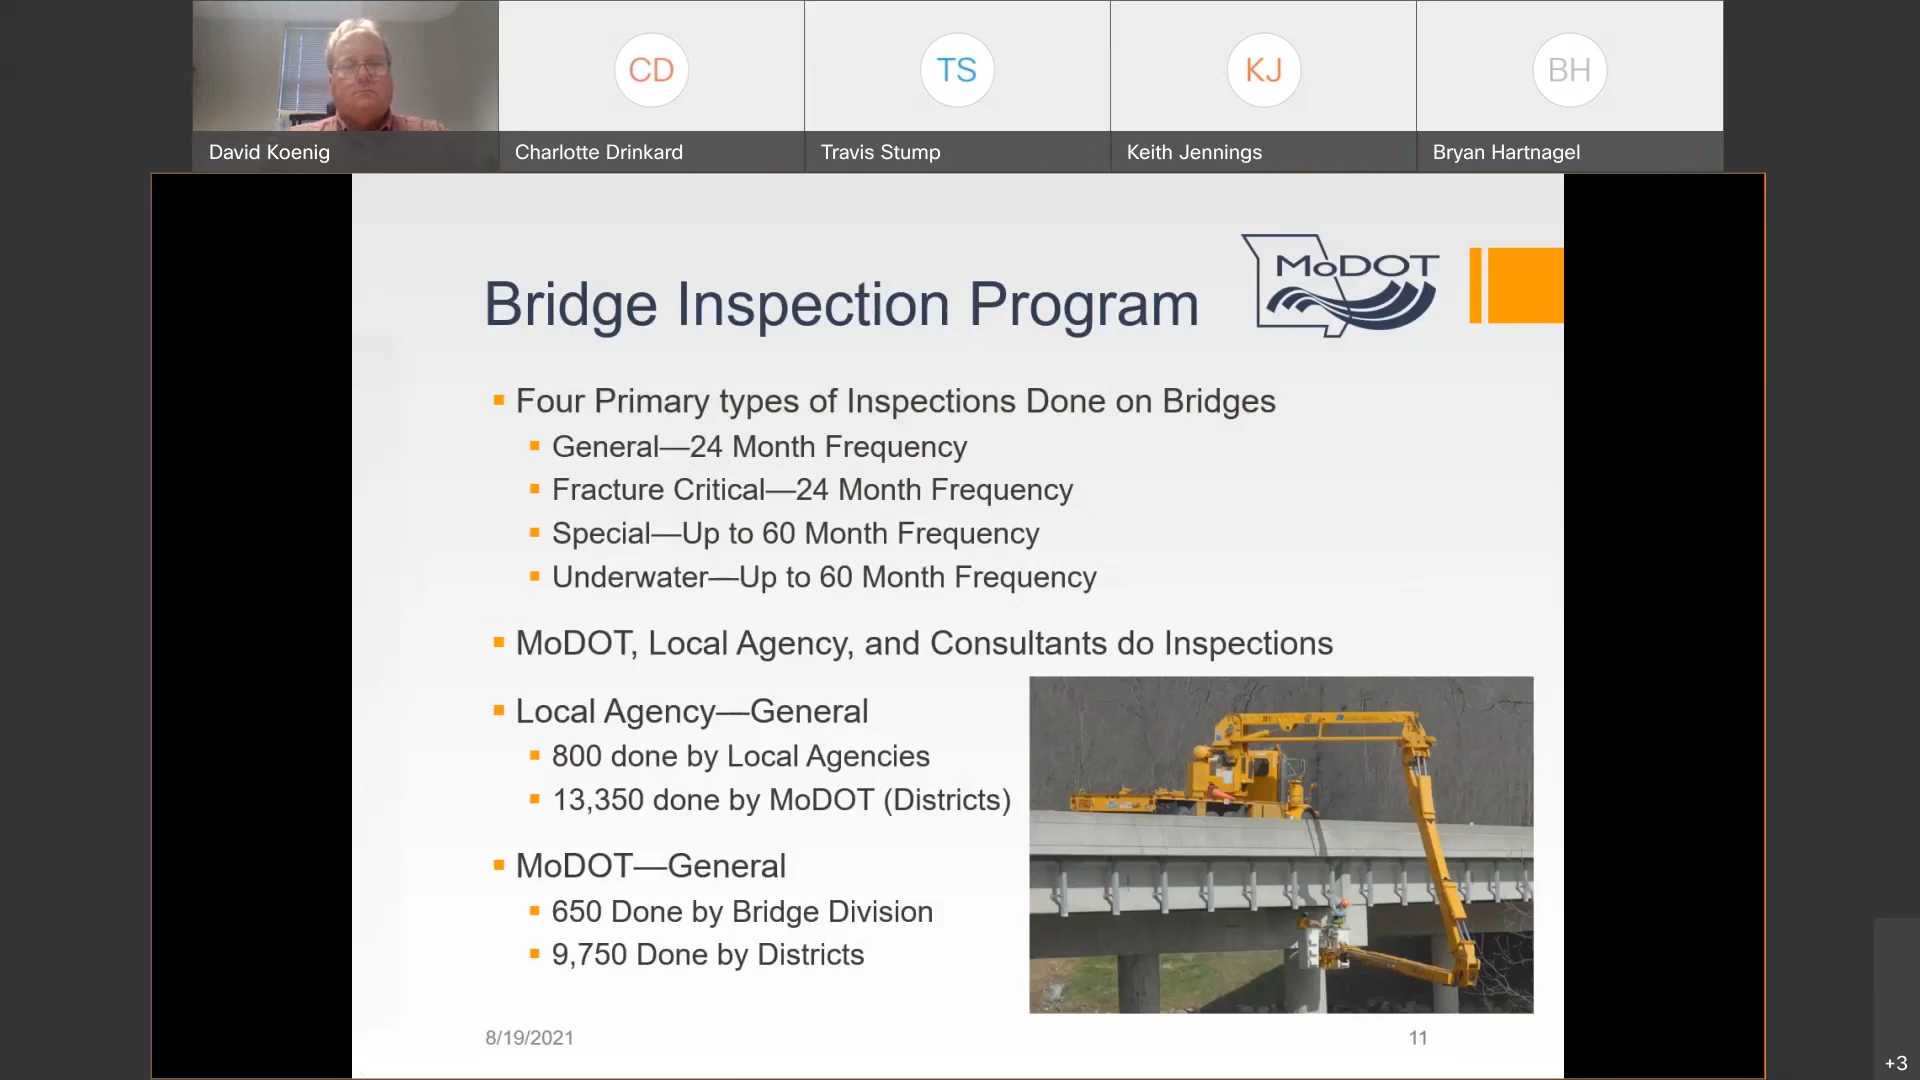 CD
TS
KJ
BH
David Koenig
Charlotte Drinkard
Travis Stump
Keith Jennings
Bryan Hartnagel
MoDOT
Bridge Inspection Program
Four Primary types of Inspections Done on Bridges
General—24 Month Frequency
Fracture Critical—24 Month Frequency
Special—Up to 60 Month Frequency
Underwater—Up to 60 Month Frequency
MoDOT, Local Agency, and Consultants do Inspections
Local Agency—General
800 done by Local Agencies
13,350 done by MoDOT (Districts)
MoDOT—General
650 Done by Bridge Division
9,750 Done by Districts
8/19/2021
11
+3